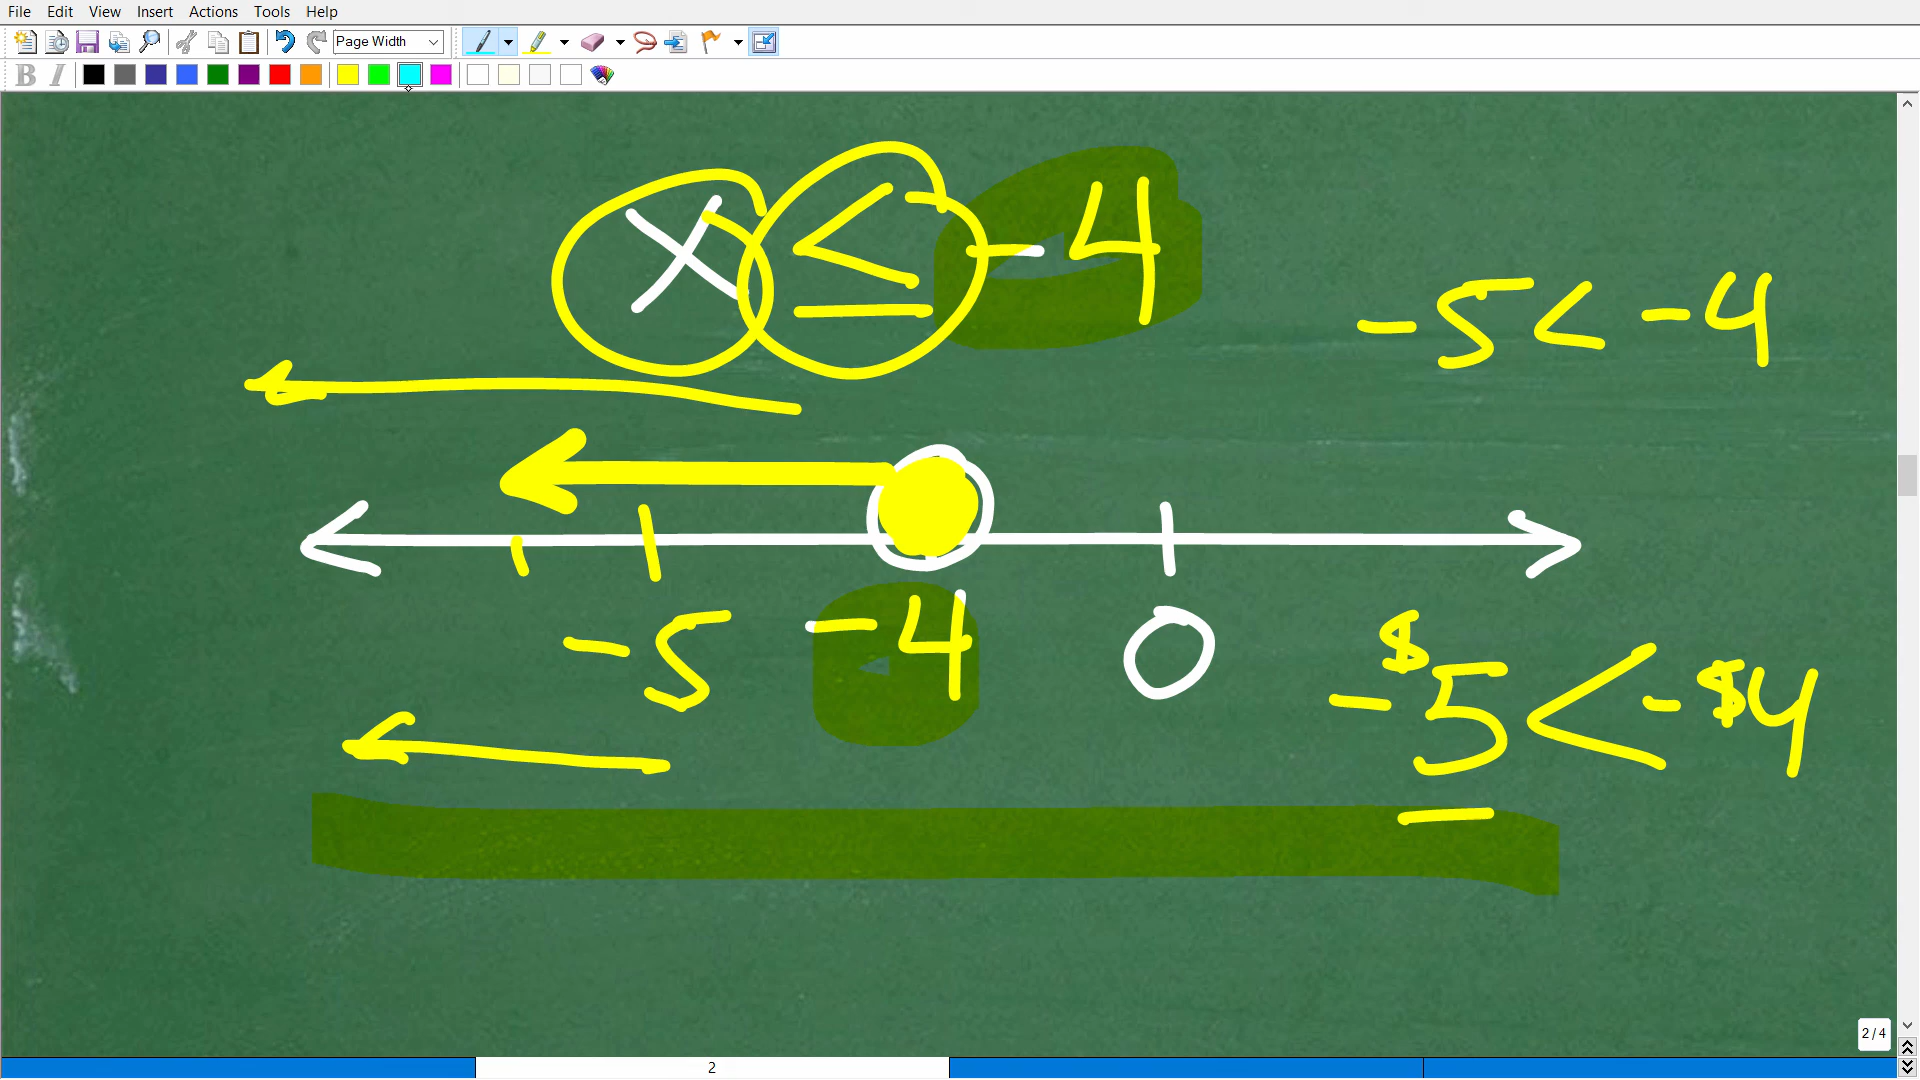 File Edit View Insert Actions Tools Help
Page Width
B I
x ≤ -4
-5 < -4
-5 -4 0
-$5 < -$4
2 / 4
2